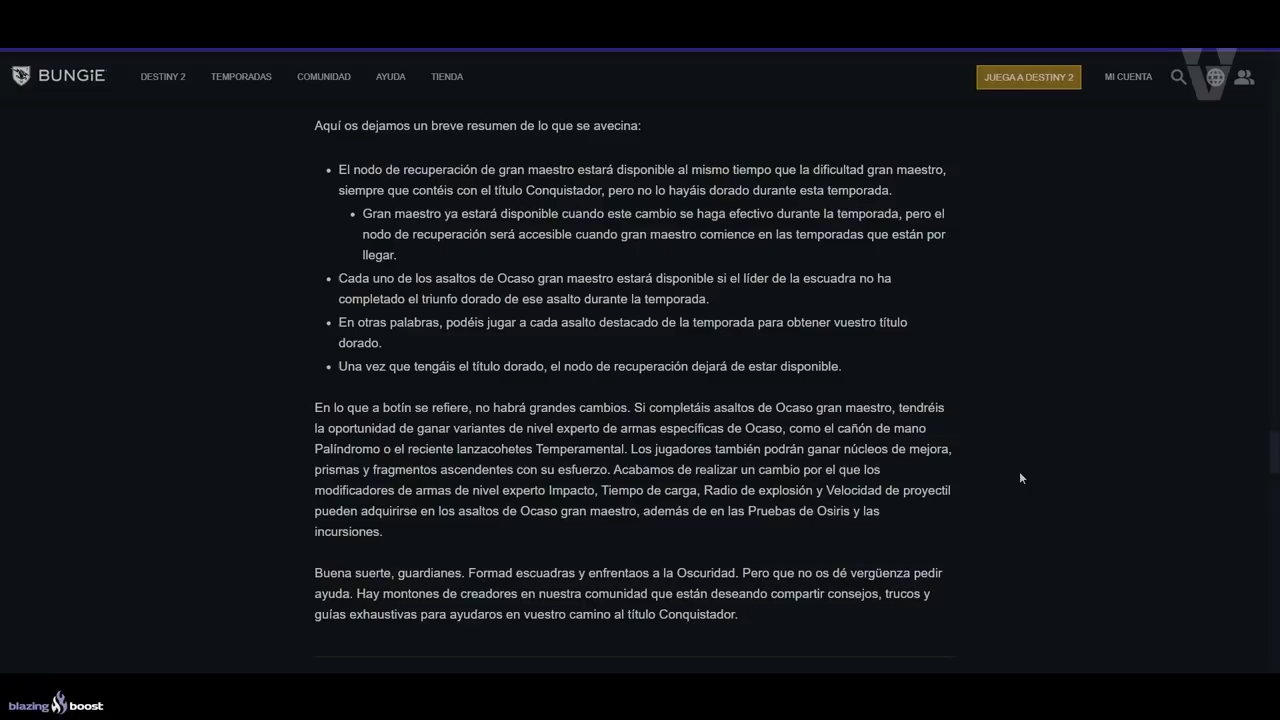 BUNGiE
DESTINY 2 TEMPORADAS COMUNIDAD AYUDA TIENDA JUEGA A DESTINY 2 MI CUENTA
Aquí os dejamos un breve resumen de lo que se avecina:
• El nodo de recuperación de gran maestro estará disponible al mismo tiempo que la dificultad gran maestro,
siempre que contéis con el título Conquistador, pero no lo hayáis dorado durante esta temporada.
• Gran maestro ya estará disponible cuando este cambio se haga efectivo durante la temporada, pero el
nodo de recuperación será accesible cuando gran maestro comience en las temporadas que están por
llegar.
• Cada uno de los asaltos de Ocaso gran maestro estará disponible si el líder de la escuadra no ha
completado el triunfo dorado de ese asalto durante la temporada.
• En otras palabras, podéis jugar a cada asalto destacado de la temporada para obtener vuestro título
dorado.
• Una vez que tengáis el título dorado, el nodo de recuperación dejará de estar disponible.
En lo que a botín se refiere, no habrá grandes cambios. Si completáis asaltos de Ocaso gran maestro, tendréis
la oportunidad de ganar variantes de nivel experto de armas específicas de Ocaso, como el cañón de mano
Palíndromo o el reciente lanzacohetes Temperamental. Los jugadores también podrán ganar núcleos de mejora,
prismas y fragmentos ascendentes con su esfuerzo. Acabamos de realizar un cambio por el que los
modificadores de armas de nivel experto Impacto, Tiempo de carga, Radio de explosión y Velocidad de proyectil
pueden adquirirse en los asaltos de Ocaso gran maestro, además de en las Pruebas de Osiris y las
incursiones.
Buena suerte, guardianes. Formad escuadras y enfrentaos a la Oscuridad. Pero que no os dé vergüenza pedir
ayuda. Hay montones de creadores en nuestra comunidad que están deseando compartir consejos, trucos y
guías exhaustivas para ayudaros en vuestro camino al título Conquistador.
blazing boost